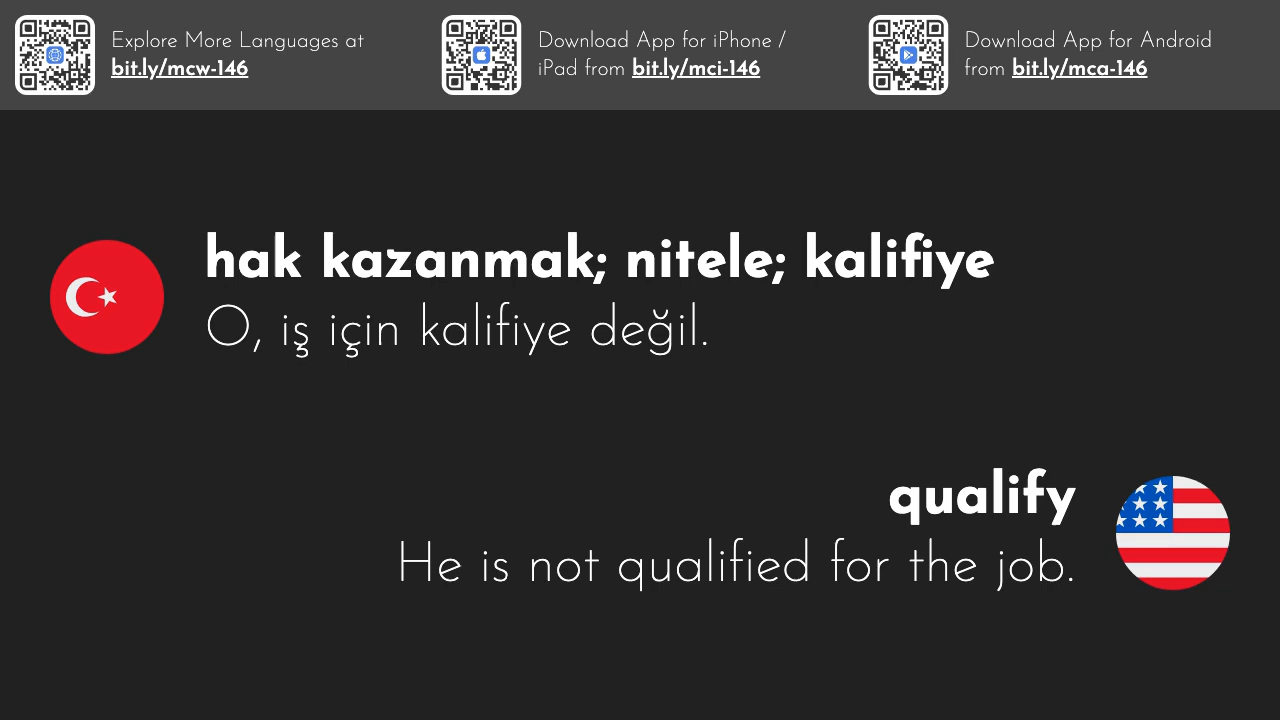 Explore More Languages at
bit.ly/mcw-146
Download App for iPhone /
iPad from bit.ly/mci-146
Download App for Android
from bit.ly/mca-146
hak kazanmak; nitele; kalifiye
O, iş için kalifiye değil.
qualify
He is not qualified for the job.